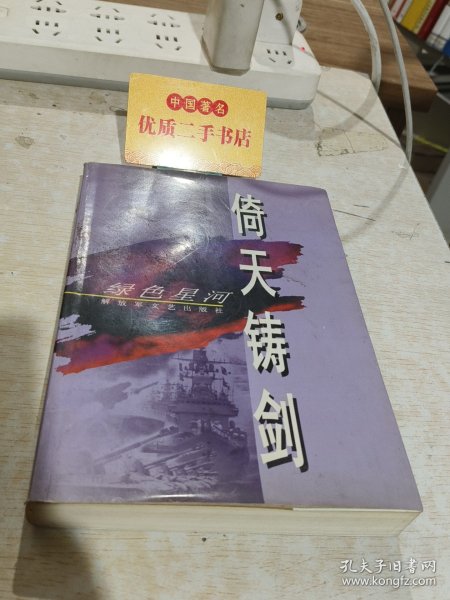 中国著名
优质二手书店
倚天铸剑
绿色星河
解放军文艺出版社
孔夫子旧书网
www.kongfz.com